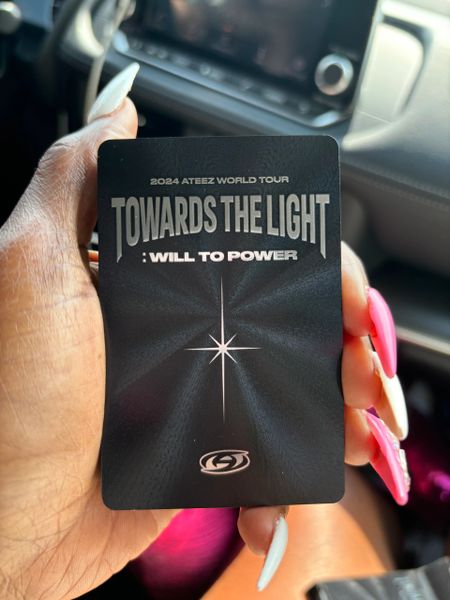 2024 ATEEZ WORLD TOUR
TOWARDS THE LIGHT
: WILL TO POWER